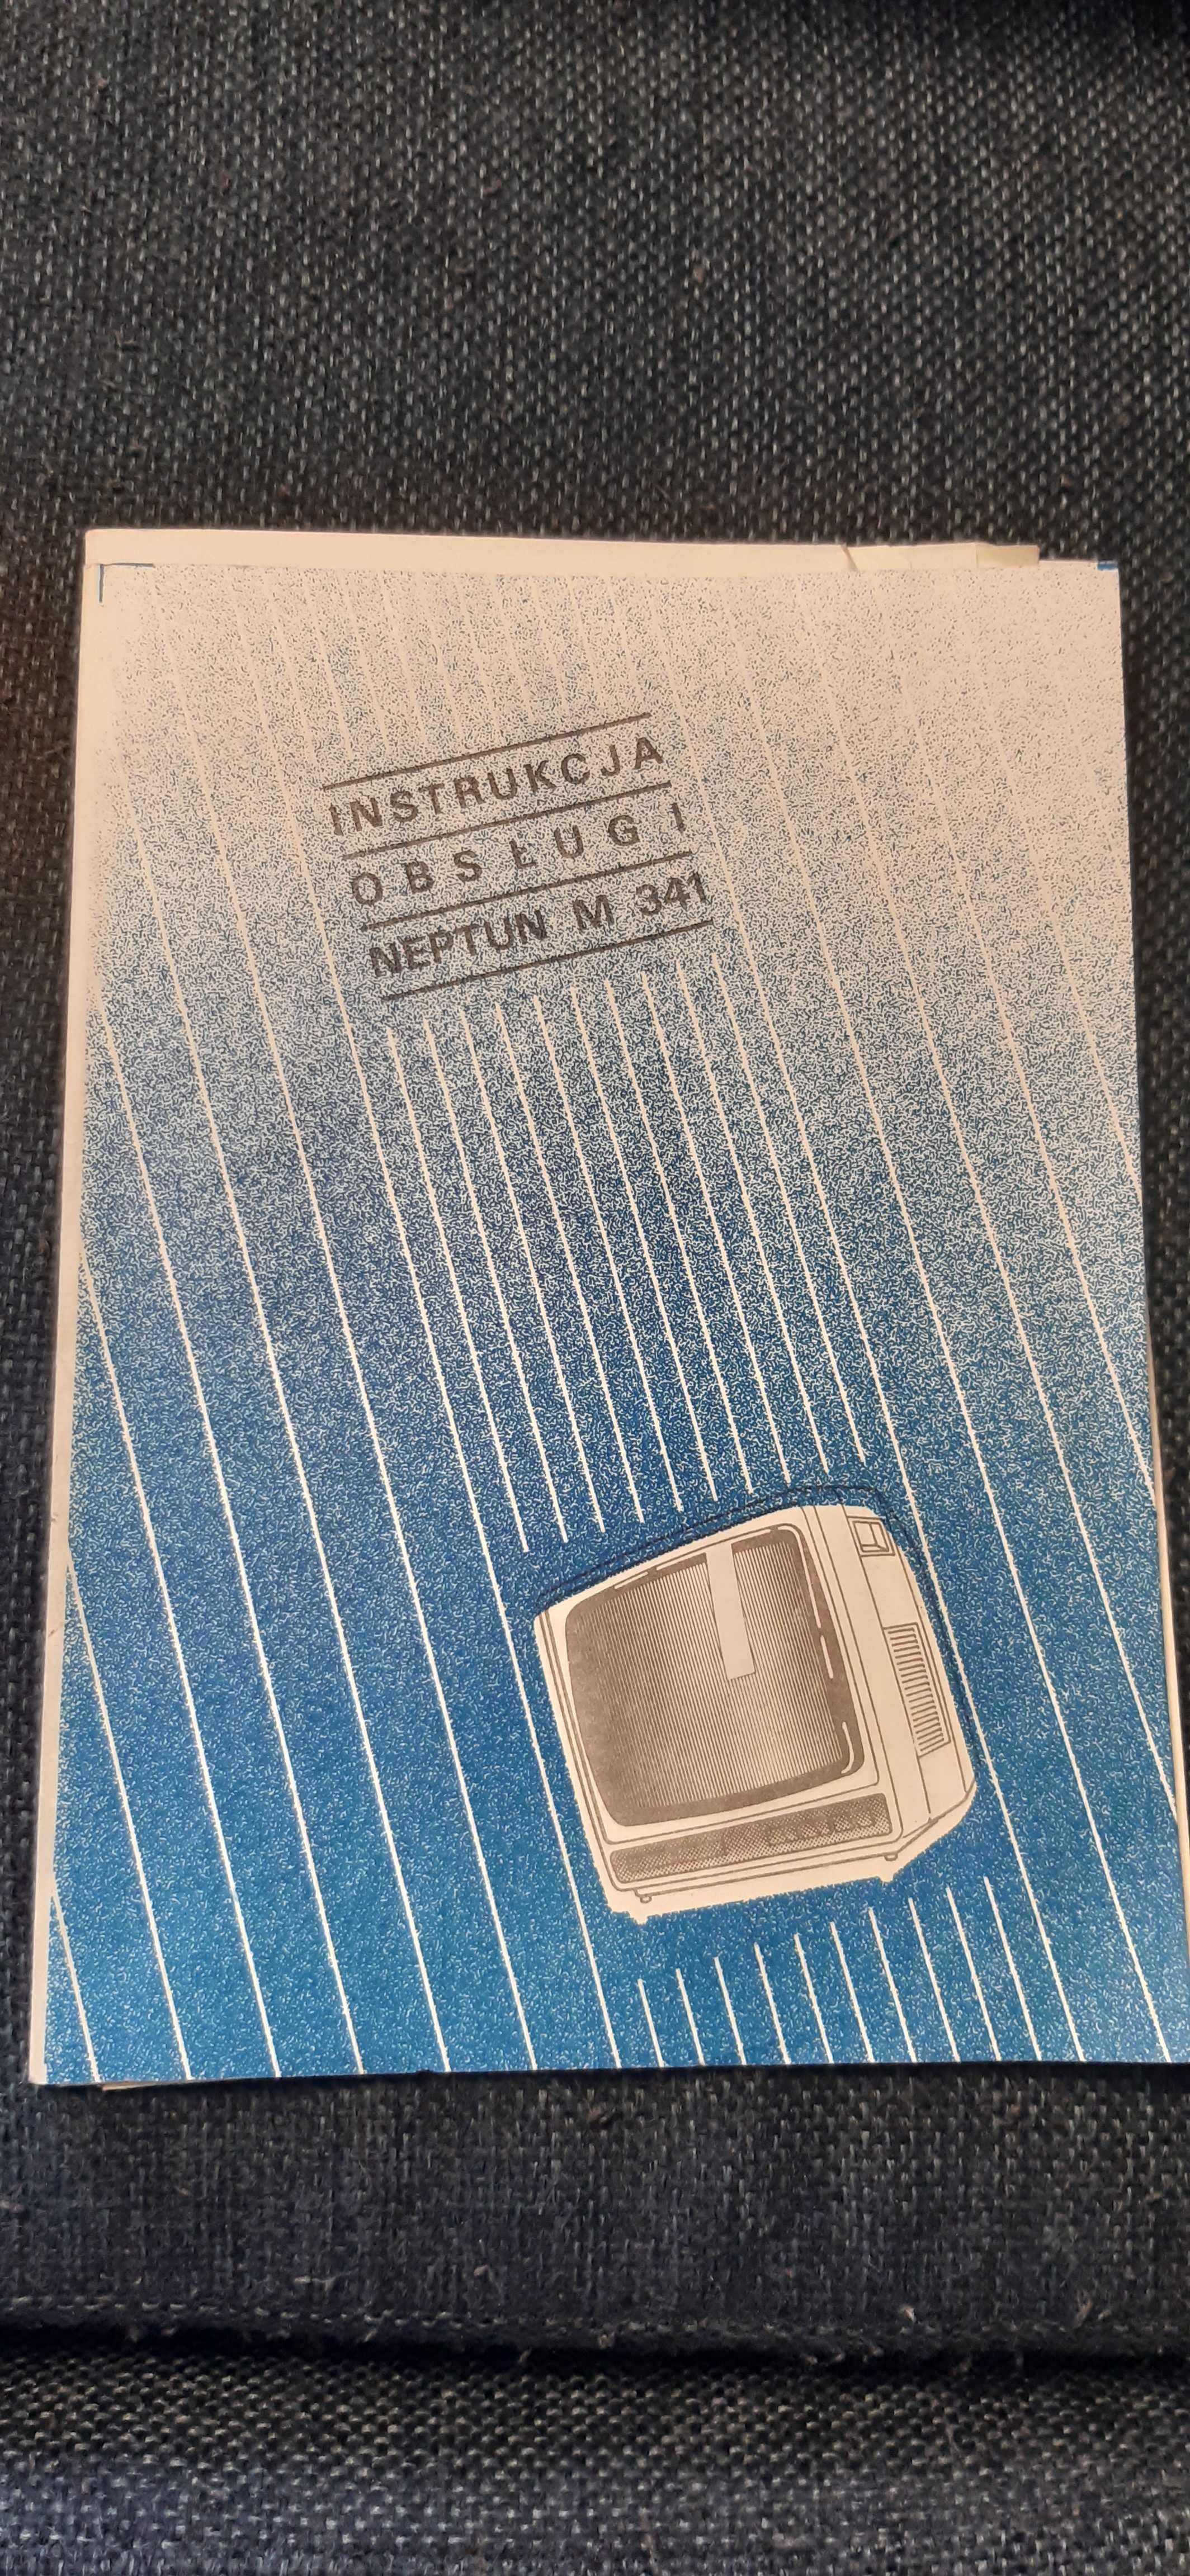 INSTRUKCJA
OBSŁUGI
NEPTUN M 341